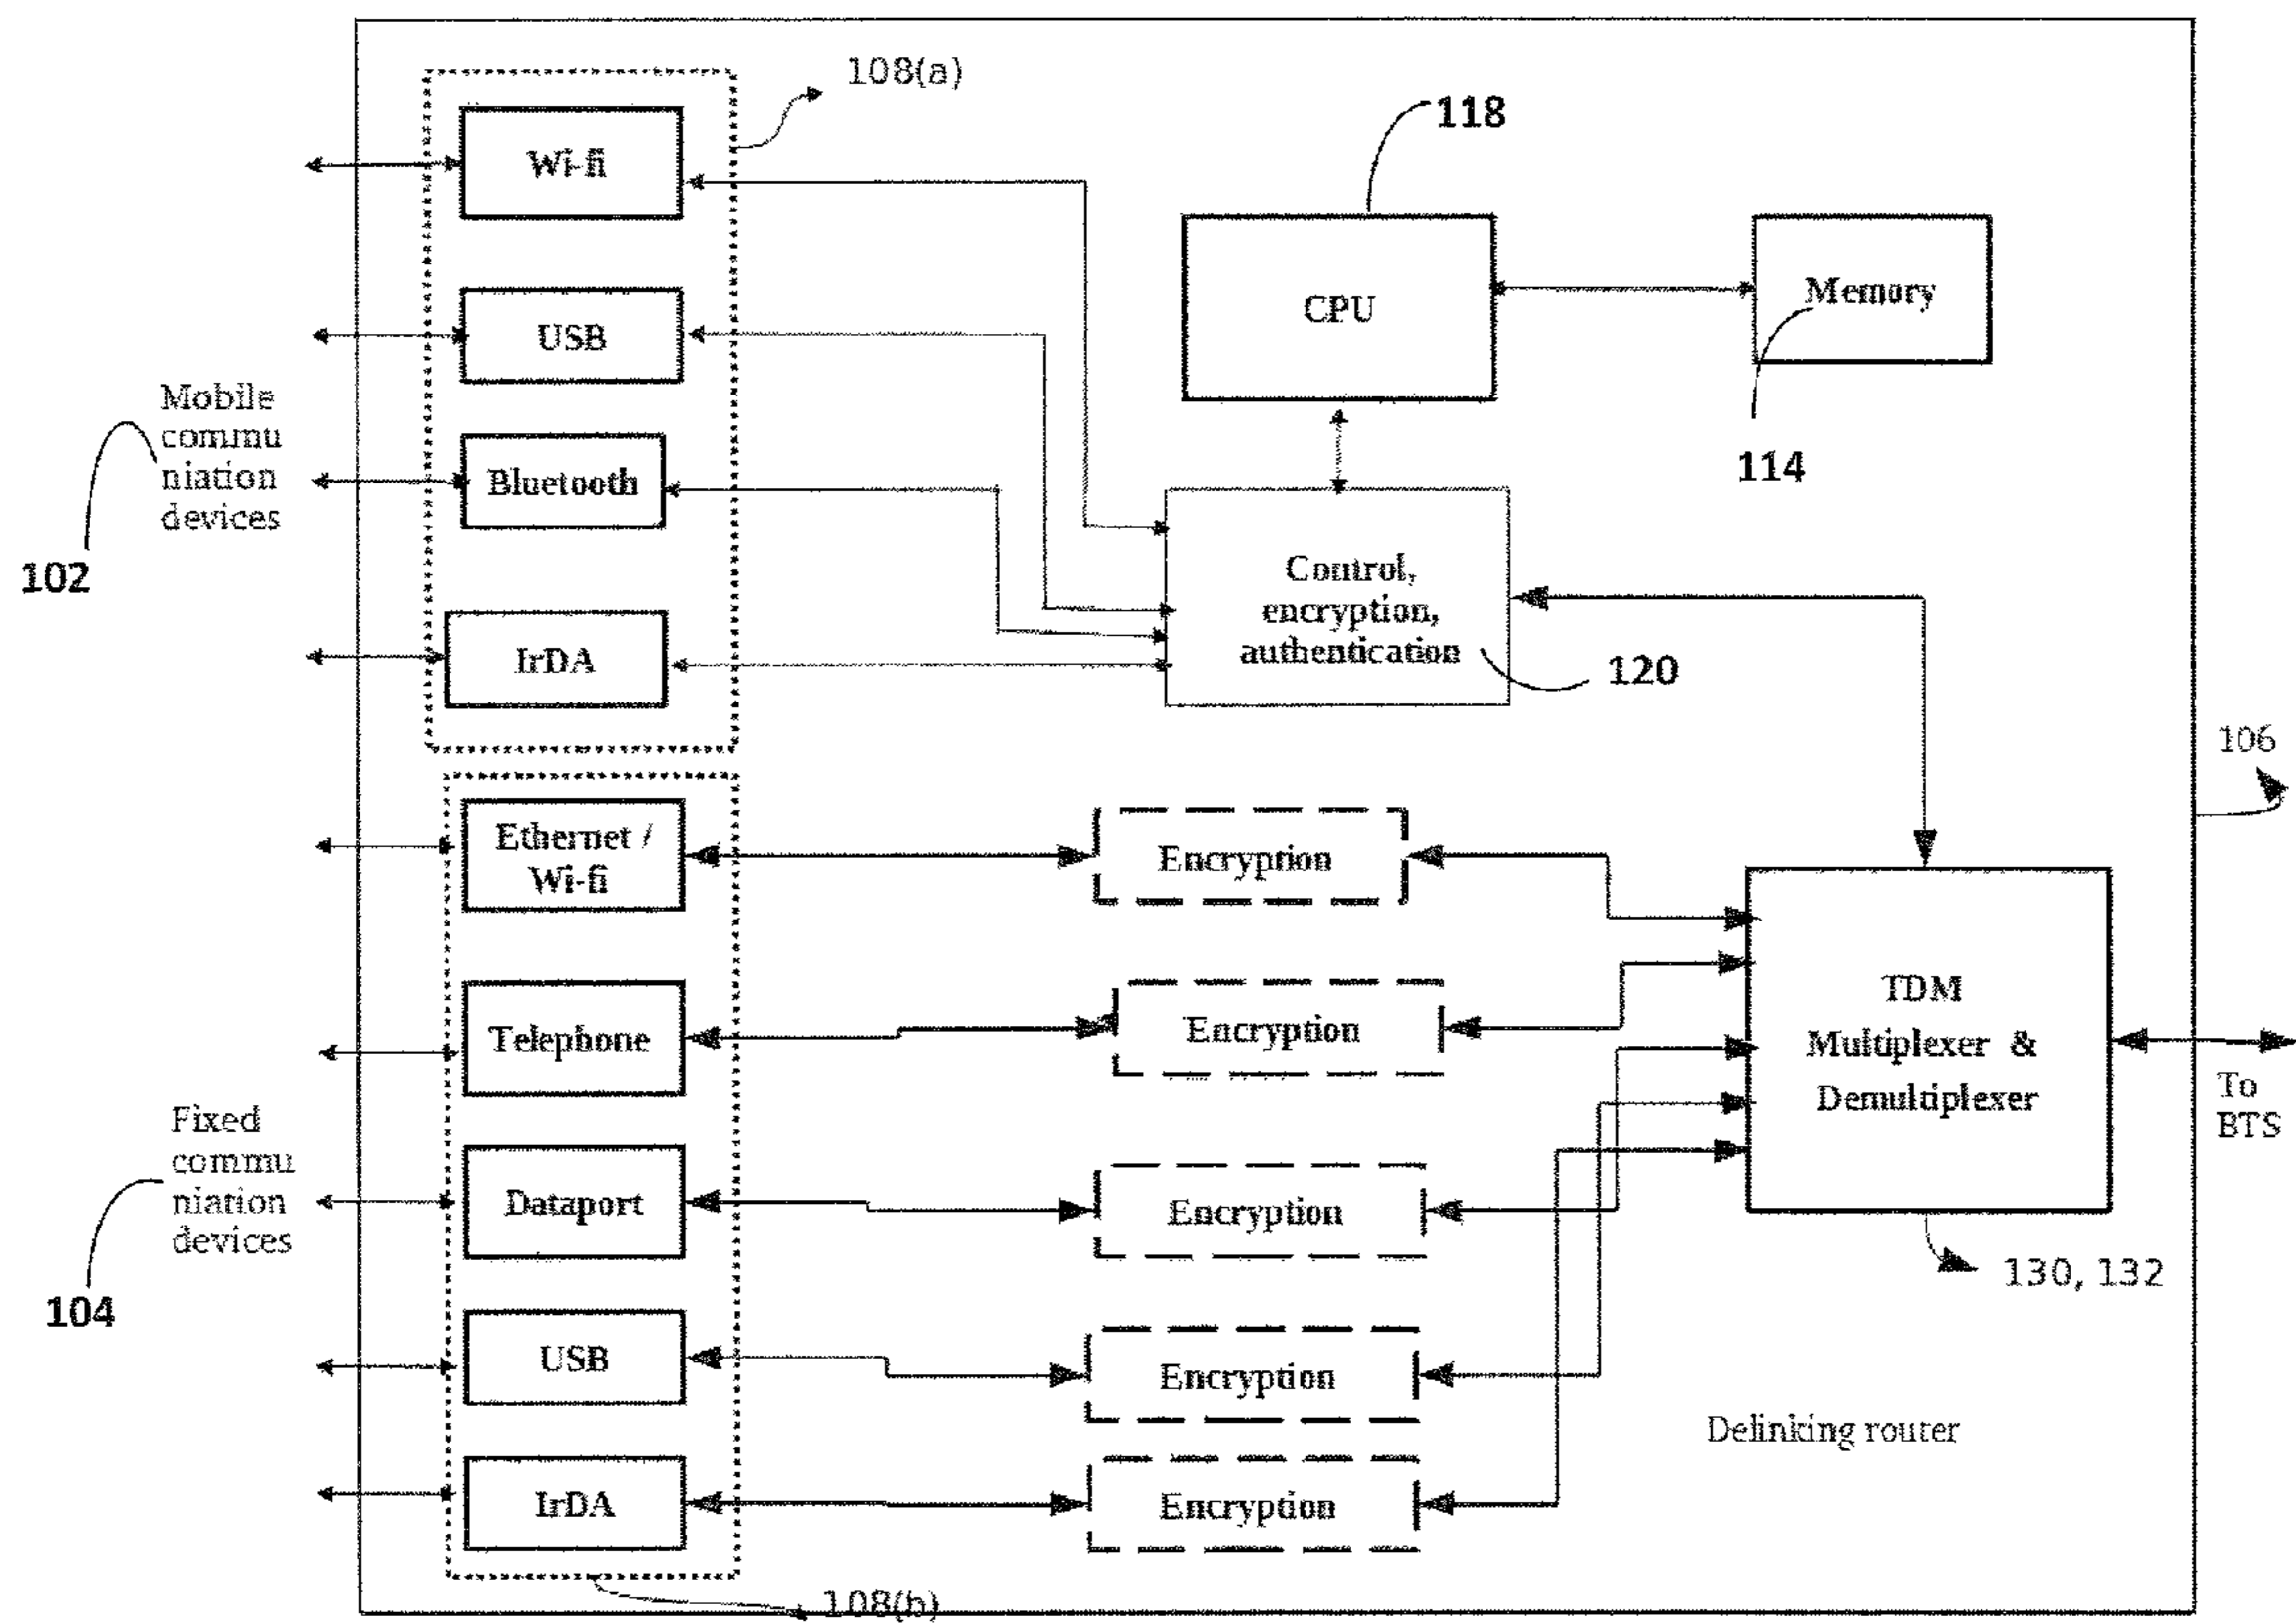 108(a)
118
Wi-fi
USB
CPU
Memory
Mobile
commu
niation
devices
Bluetooth
114
102
Control,
encryption,
authentication
IrDA
120
106
Ethernet /
Wi-fi
Encryption
Telephone
Encryption
TDM
Multiplexer &
Demultiplexer
To
BTS
Fixed
commu
niation
devices
Dataport
Encryption
130, 132
104
USB
Encryption
Delinking router
IrDA
Encryption
108(b)